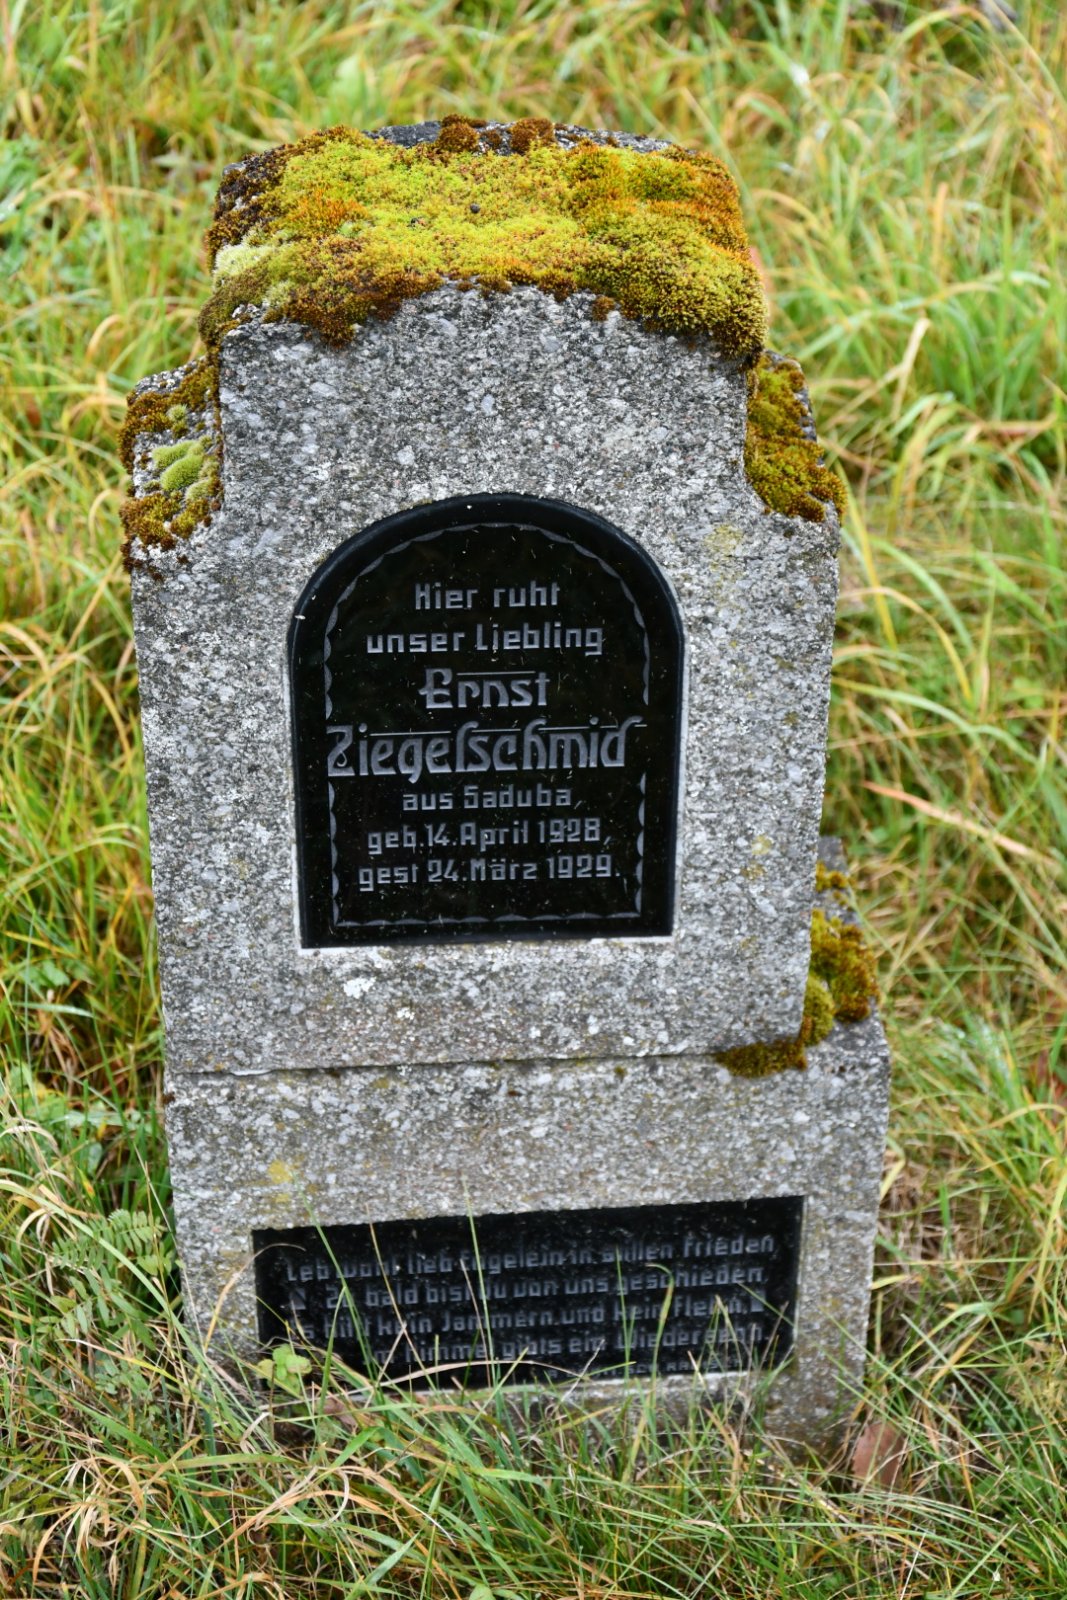 Hier ruht
unser Liebling
Ernst
Ziegelschmid
aus Saduba,
geb. 14. April 1928,
gest 24. März 1929.
Leb wohl lieb Engelein in stillen Frieden,
Zu bald bist du von uns geschieden,
hilft kein Jammern und kein Flehn,
Himmel gibts ein Wiedersehn.